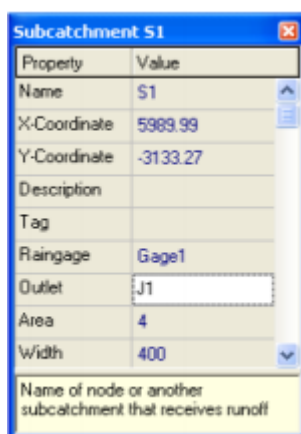 Subcatchment S1
Property Value
Name S1
X-Coordinate 5989.99
Y-Coordinate -3133.27
Description
Tag
Raingage Gage1
Outlet J1
Area 4
Width 400
Name of node or another
subcatchment that receives runoff